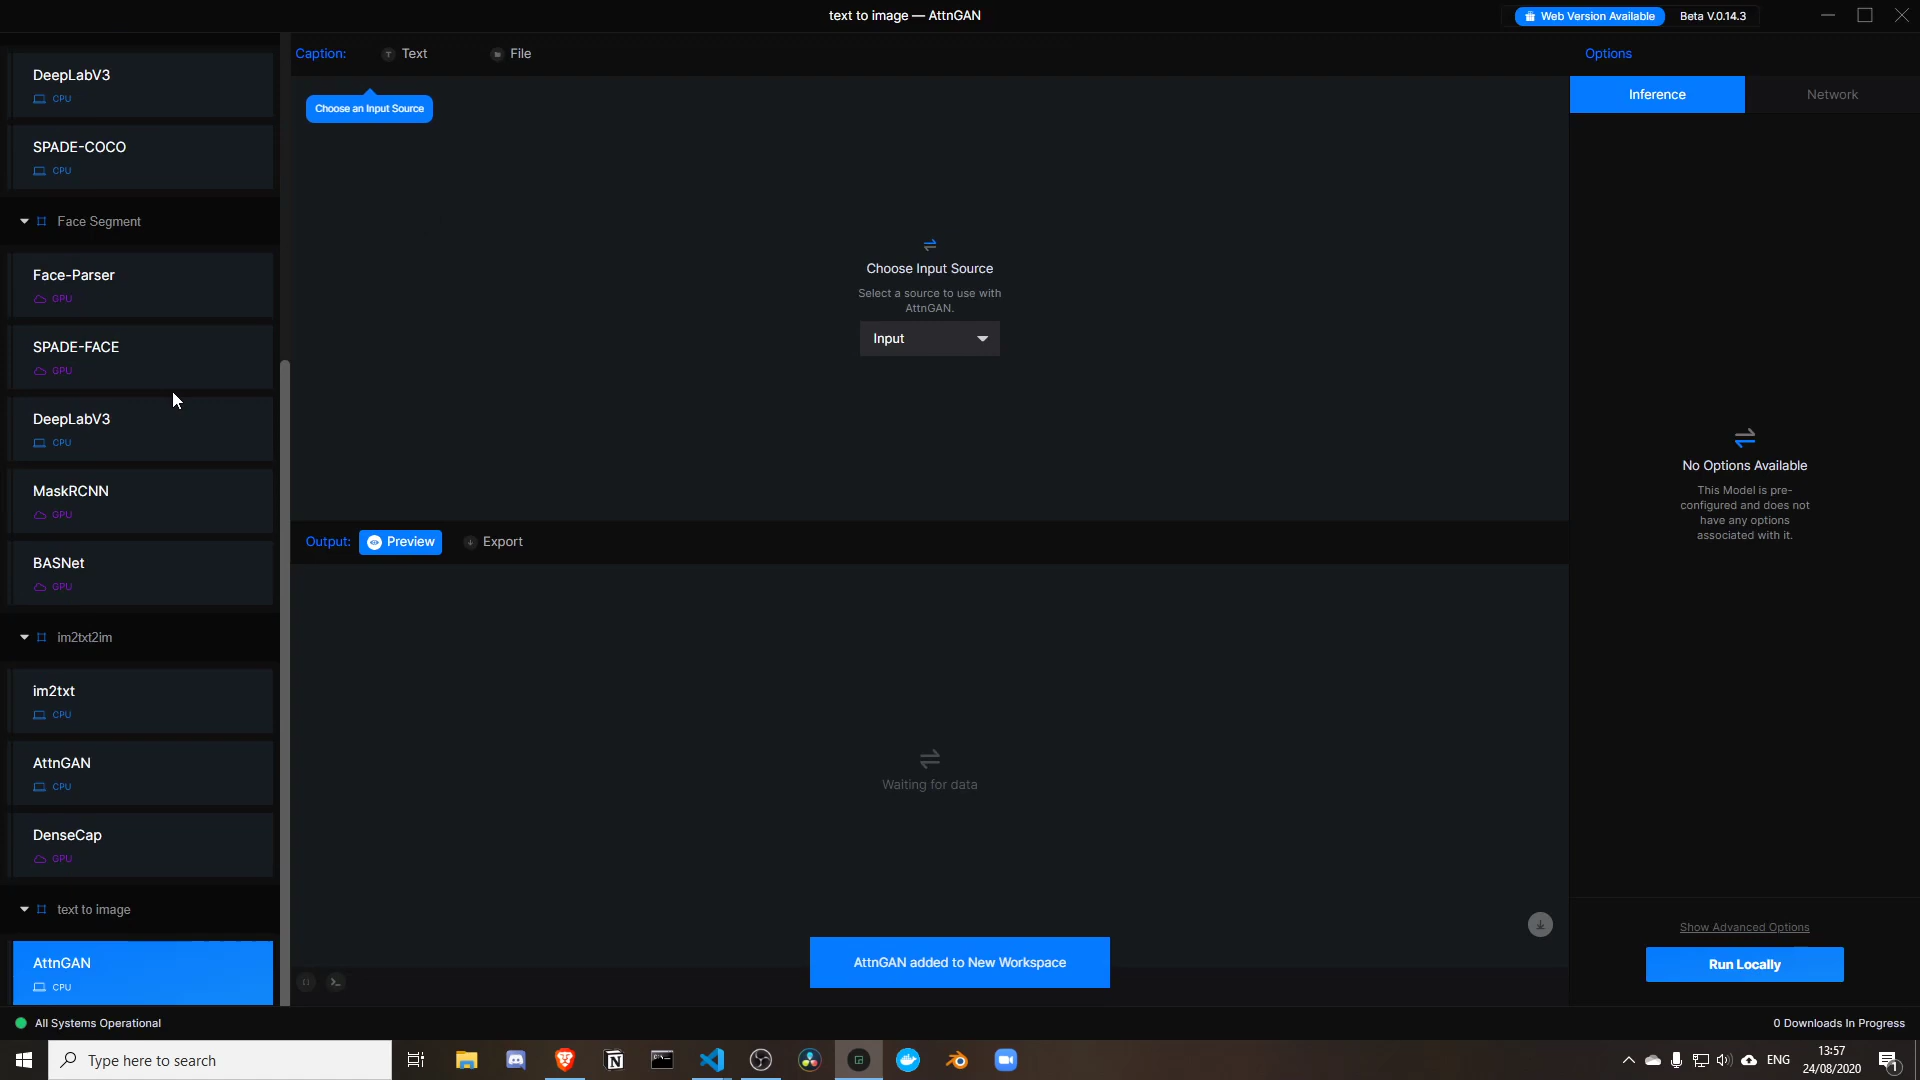 text to image — AttnGAN
Web Version Available
Beta V.0.14.3
DeepLabV3
CPU
SPADE-COCO
CPU
Face Segment
Face-Parser
GPU
SPADE-FACE
GPU
DeepLabV3
CPU
MaskRCNN
GPU
BASNet
GPU
im2txt2im
im2txt
CPU
AttnGAN
CPU
DenseCap
GPU
text to image
AttnGAN
CPU
Caption:
Text
File
Choose an Input Source
Choose Input Source
Select a source to use with
AttnGAN.
Input
Output:
Preview
Export
Waiting for data
AttnGAN added to New Workspace
Options
Inference
Network
No Options Available
This Model is pre-
configured and does not
have any options
associated with it.
Show Advanced Options
Run Locally
All Systems Operational
0 Downloads In Progress
Type here to search
ENG
13:57
24/08/2020
1